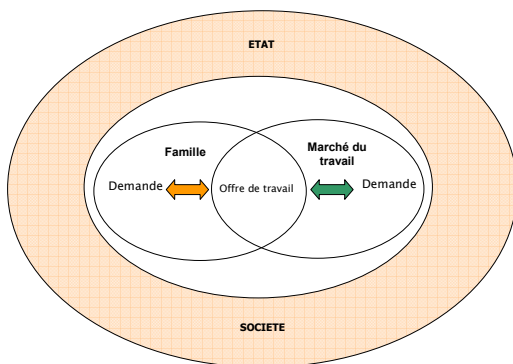 ETAT
Famille
Marché du
travail
Demande
Offre de travail
Demande
SOCIETE